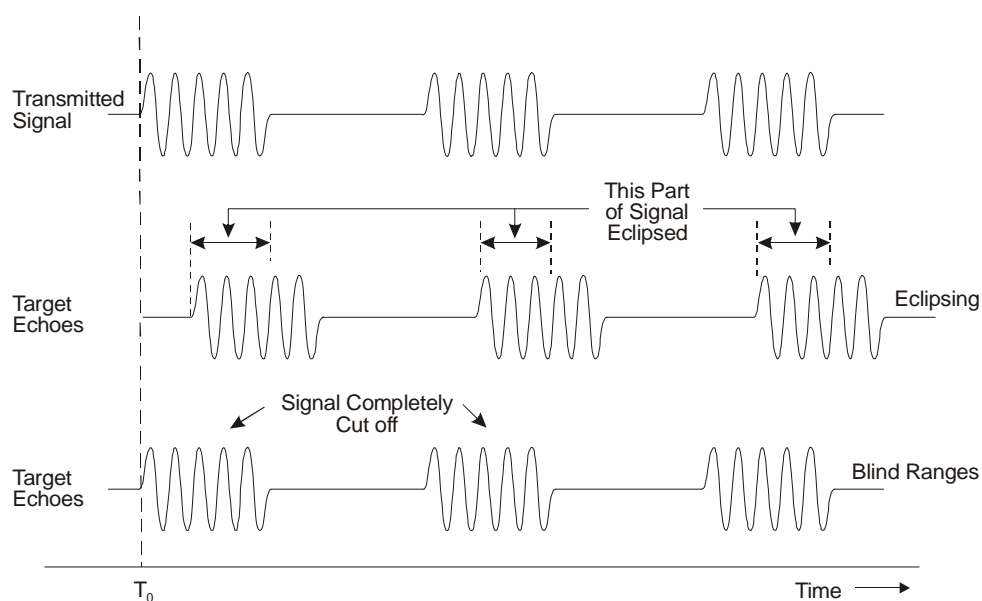 Transmitted
Signal
This Part
of Signal
Eclipsed
Target
Echoes
Eclipsing
Signal Completely
Cut off
Target
Echoes
Blind Ranges
T₀
Time